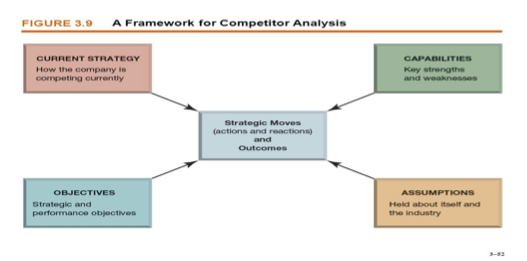 FIGURE 3.9 A Framework for Competitor Analysis
CURRENT STRATEGY
How the company is
competing currently
CAPABILITIES
Key strengths
and weaknesses
Strategic Moves
(actions and reactions)
and
Outcomes
OBJECTIVES
Strategic and
performance objectives
ASSUMPTIONS
Held about itself and
the industry
3–52